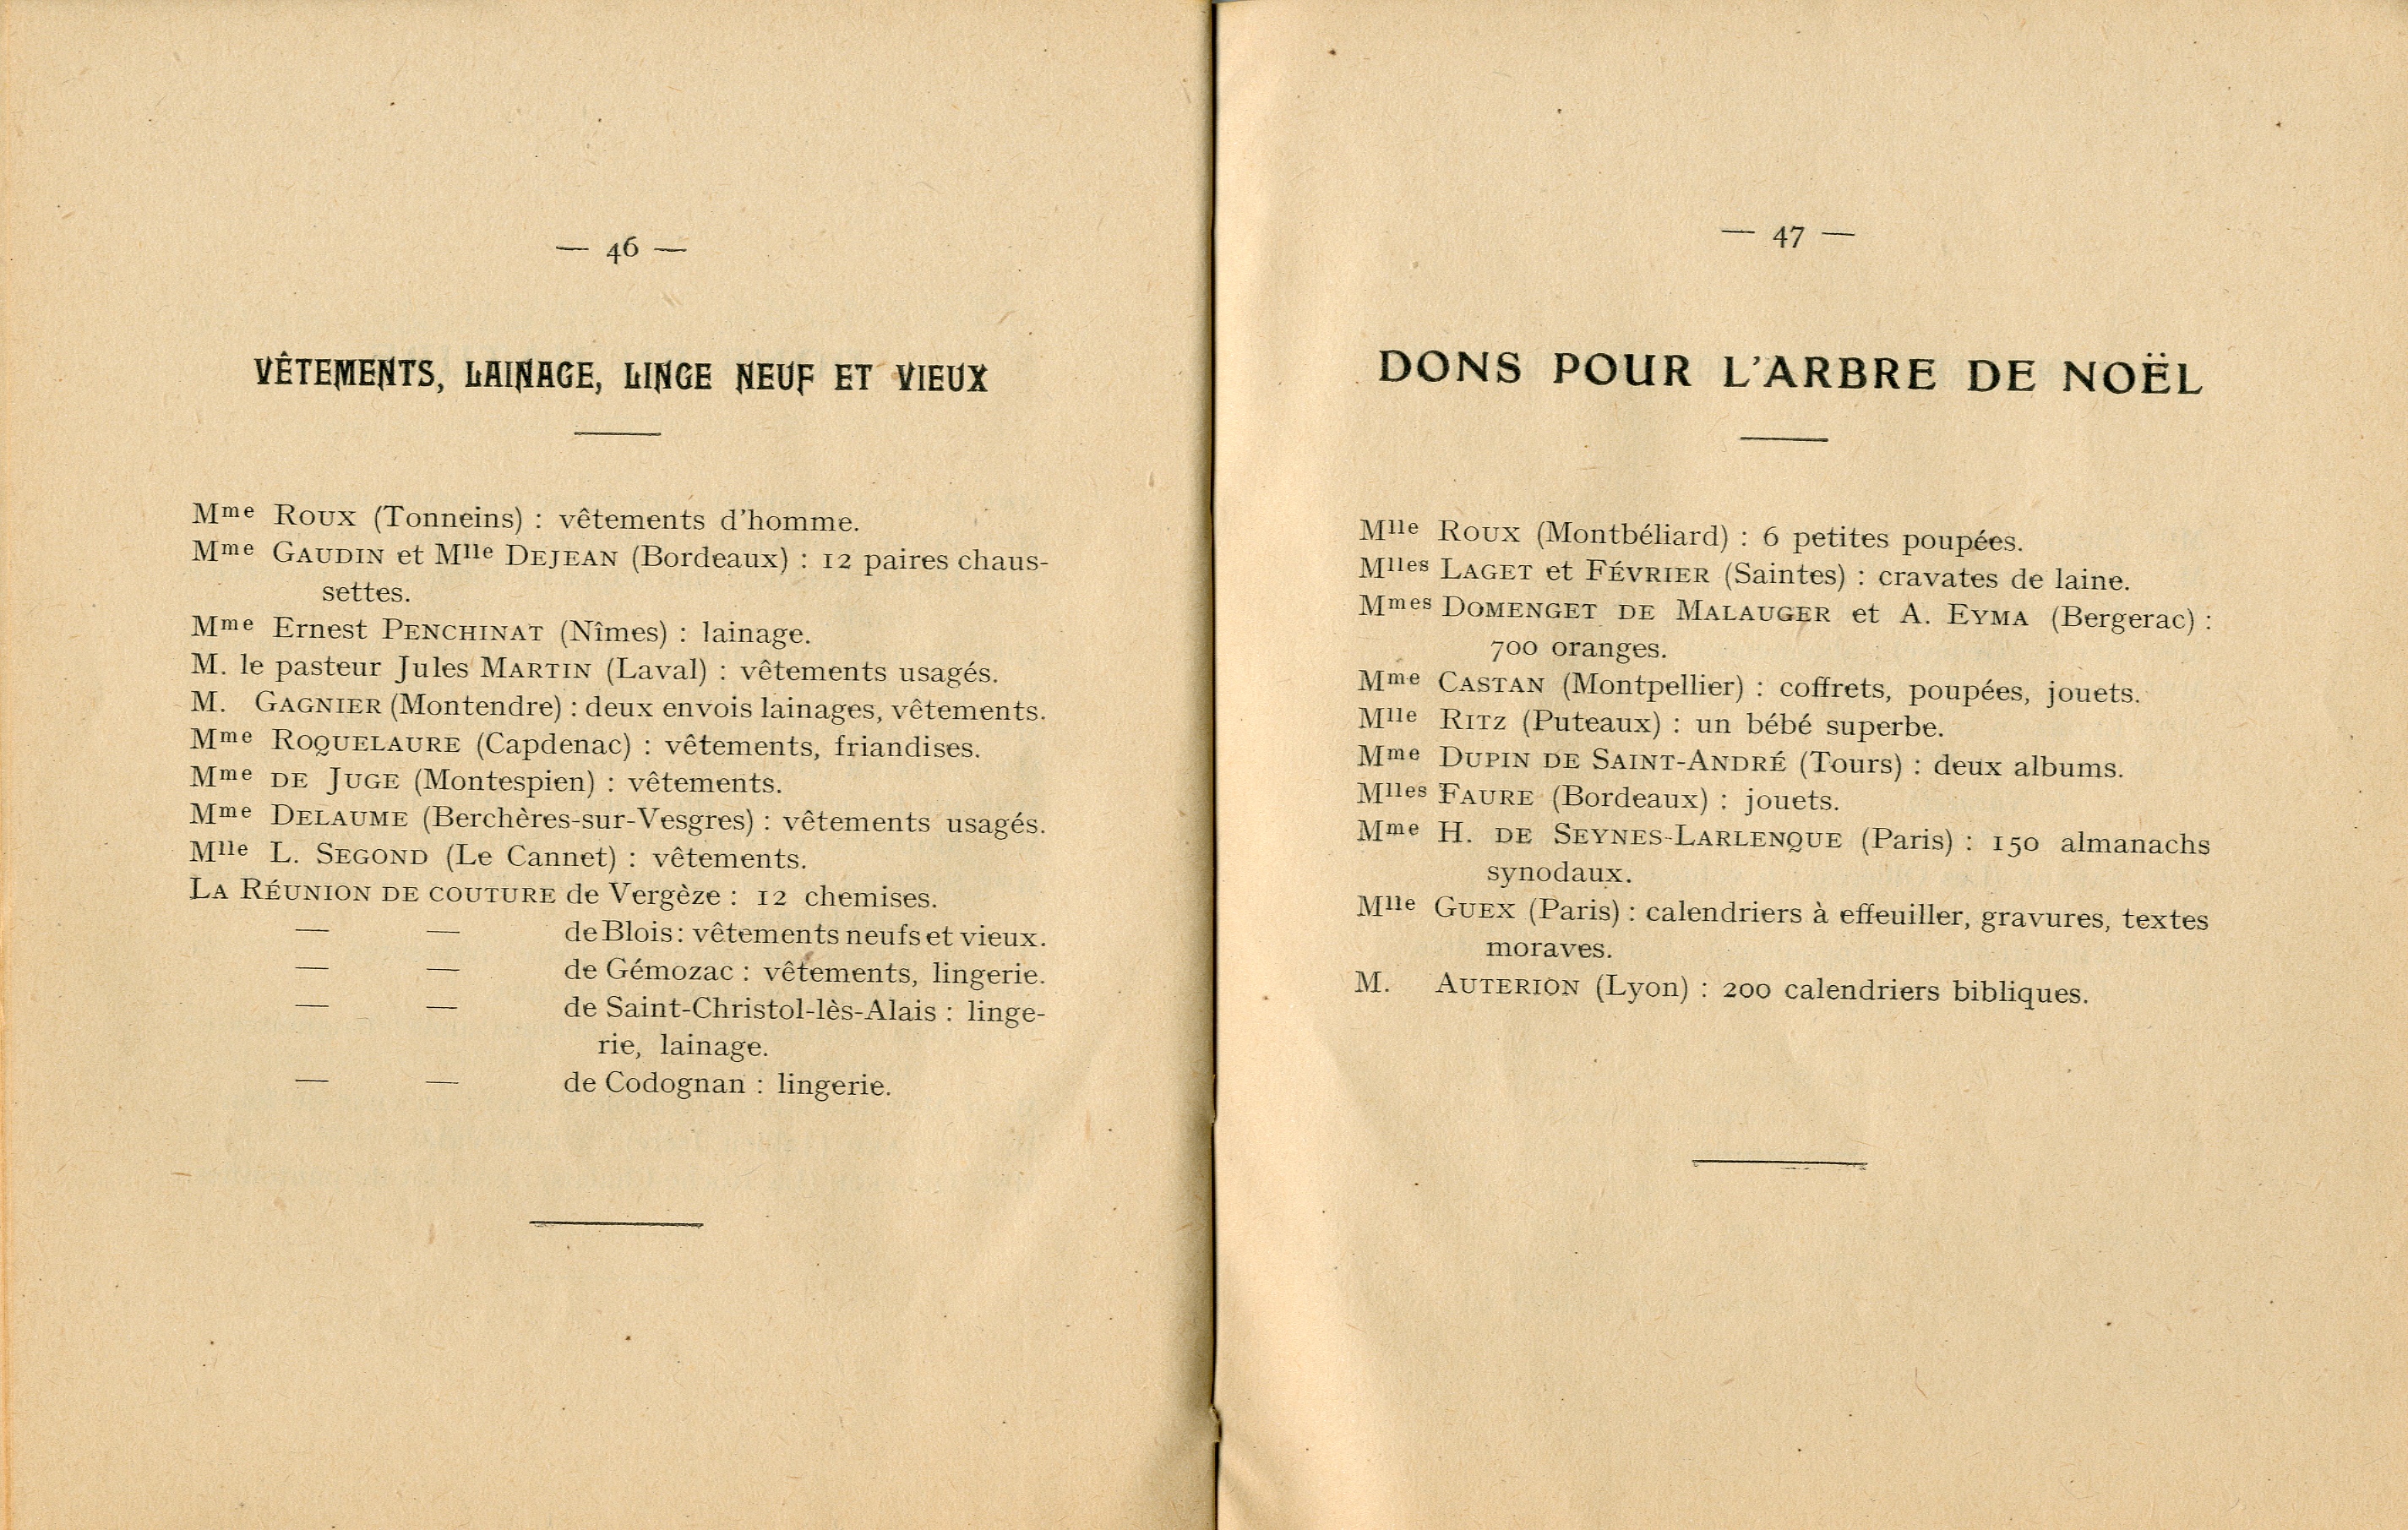 — 46 —
VÊTEMENTS, LAINAGE, LINGE NEUF ET VIEUX
Mme ROUX (Tonneins) : vêtements d'homme.
Mme GAUDIN et Mlle DEJEAN (Bordeaux) : 12 paires chaus-
settes.
Mme Ernest PENCHINAT (Nîmes) : lainage.
M. le pasteur Jules MARTIN (Laval) : vêtements usagés.
M. GAGNIER (Montendre) : deux envois lainages, vêtements.
Mme ROQUELAURE (Capdenac) : vêtements, friandises.
Mme DE JUGE (Montespien) : vêtements.
Mme DELAUME (Berchères-sur-Vesgres) : vêtements usagés.
Mlle L. SEGOND (Le Cannet) : vêtements.
LA RÉUNION DE COUTURE de Vergèze : 12 chemises.
— — de Blois : vêtements neufs et vieux.
— — de Gémozac : vêtements, lingerie.
— — de Saint-Christol-lès-Alais : linge-
rie, lainage.
— — de Codognan : lingerie.
— 47 —
DONS POUR L'ARBRE DE NOËL
Mlle ROUX (Montbéliard) : 6 petites poupées.
Mlles LAGET et FÉVRIER (Saintes) : cravates de laine.
Mmes DOMENGET DE MALAUGER et A. EYMA (Bergerac) :
700 oranges.
Mme CASTAN (Montpellier) : coffrets, poupées, jouets.
Mlle RITZ (Puteaux) : un bébé superbe.
Mme DUPIN DE SAINT-ANDRÉ (Tours) : deux albums.
Mlles FAURE (Bordeaux) : jouets.
Mme H. DE SEYNES-LARLENQUE (Paris) : 150 almanachs
synodaux.
Mlle GUEX (Paris) : calendriers à effeuiller, gravures, textes
moraves.
M. AUTERION (Lyon) : 200 calendriers bibliques.